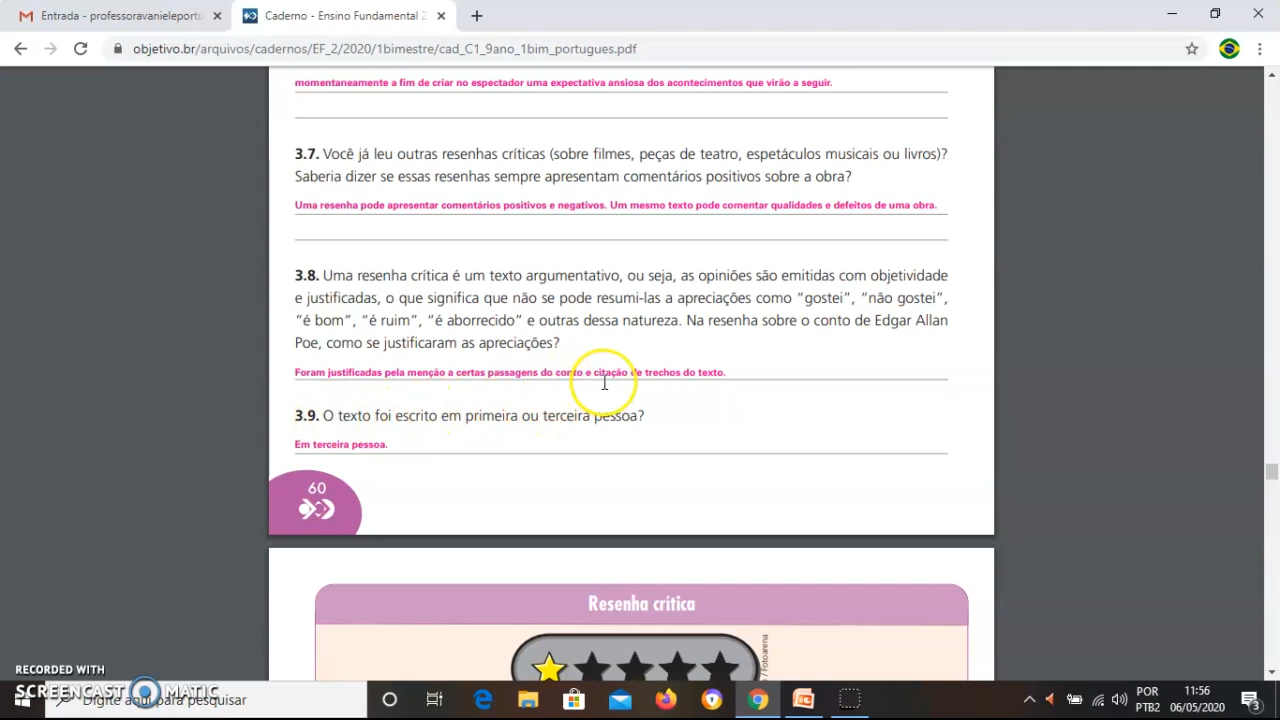 Entrada - professoravanieleportu
Caderno - Ensino Fundamental 2
objetivo.br/arquivos/cadernos/EF_2/2020/1bimestre/cad_C1_9ano_1bim_portugues.pdf
momentaneamente a fim de criar no espectador uma expectativa ansiosa dos acontecimentos que virão a seguir.
3.7. Você já leu outras resenhas críticas (sobre filmes, peças de teatro, espetáculos musicais ou livros)?
Saberia dizer se essas resenhas sempre apresentam comentários positivos sobre a obra?
Uma resenha pode apresentar comentários positivos e negativos. Um mesmo texto pode comentar qualidades e defeitos de uma obra.
3.8. Uma resenha crítica é um texto argumentativo, ou seja, as opiniões são emitidas com objetividade
e justificadas, o que significa que não se pode resumi-las a apreciações como “gostei”, “não gostei”,
“é bom”, “é ruim”, “é aborrecido” e outras dessa natureza. Na resenha sobre o conto de Edgar Allan
Poe, como se justificaram as apreciações?
Foram justificadas pela menção a certas passagens do conto e citação de trechos do texto.
3.9. O texto foi escrito em primeira ou terceira pessoa?
Em terceira pessoa.
60
Resenha crítica
/ Fotoarena
RECORDED WITH
SCREENCAST MATIC
Digite aqui para pesquisar
POR
PTB2
11:56
06/05/2020
3